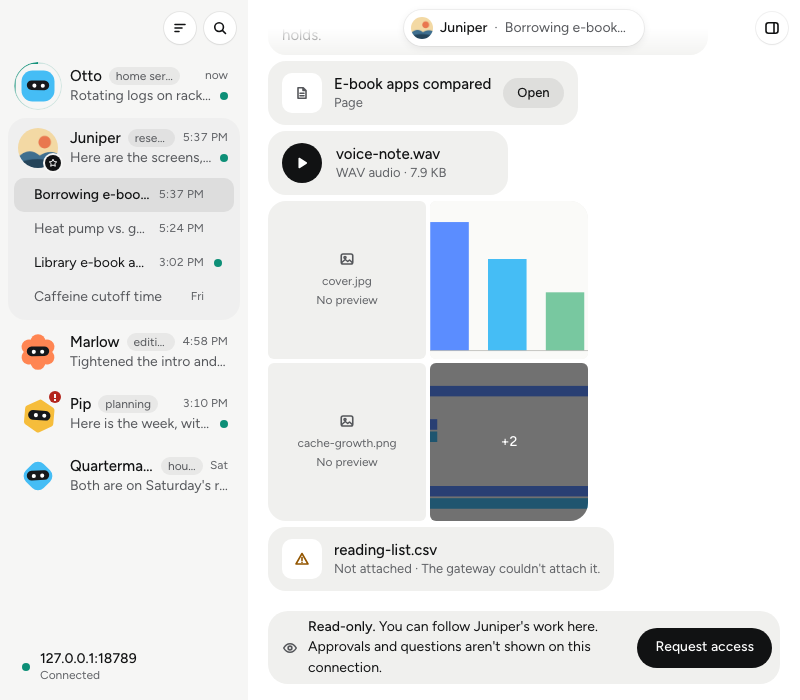 Otto home ser... now
Rotating logs on rack...
Juniper rese... 5:37 PM
Here are the screens,...
Borrowing e-boo... 5:37 PM
Heat pump vs. g... 5:24 PM
Library e-book a... 3:02 PM
Caffeine cutoff time Fri
Marlow editi... 4:58 PM
Tightened the intro and...
Pip planning 3:10 PM
Here is the week, wit...
Quarterma... hou... Sat
Both are on Saturday's r...
127.0.0.1:18789
Connected
Juniper · Borrowing e-book...
holds.
E-book apps compared
Page
Open
voice-note.wav
WAV audio · 7.9 KB
cover.jpg
No preview
cache-growth.png
No preview
+2
reading-list.csv
Not attached · The gateway couldn't attach it.
Read-only. You can follow Juniper's work here.
Approvals and questions aren't shown on this
connection.
Request access